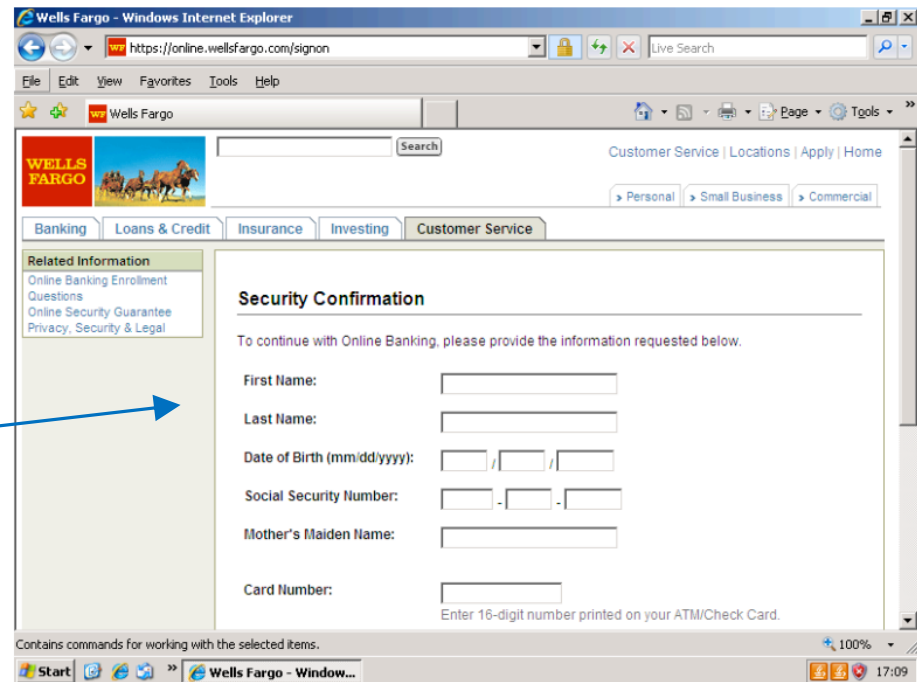 Wells Fargo - Windows Internet Explorer
WF https://online.wellsfargo.com/signon
Live Search
File Edit View Favorites Tools Help
WF Wells Fargo
Page Tools »
WELLS
FARGO
Search
Customer Service | Locations | Apply | Home
> Personal > Small Business > Commercial
Banking Loans & Credit Insurance Investing Customer Service
Related Information
Online Banking Enrollment
Questions
Online Security Guarantee
Privacy, Security & Legal
Security Confirmation
To continue with Online Banking, please provide the information requested below.
First Name:
Last Name:
Date of Birth (mm/dd/yyyy): / /
Social Security Number: - -
Mother's Maiden Name:
Card Number:
Enter 16-digit number printed on your ATM/Check Card.
Contains commands for working with the selected items.
100%
Start » Wells Fargo - Window...
17:09